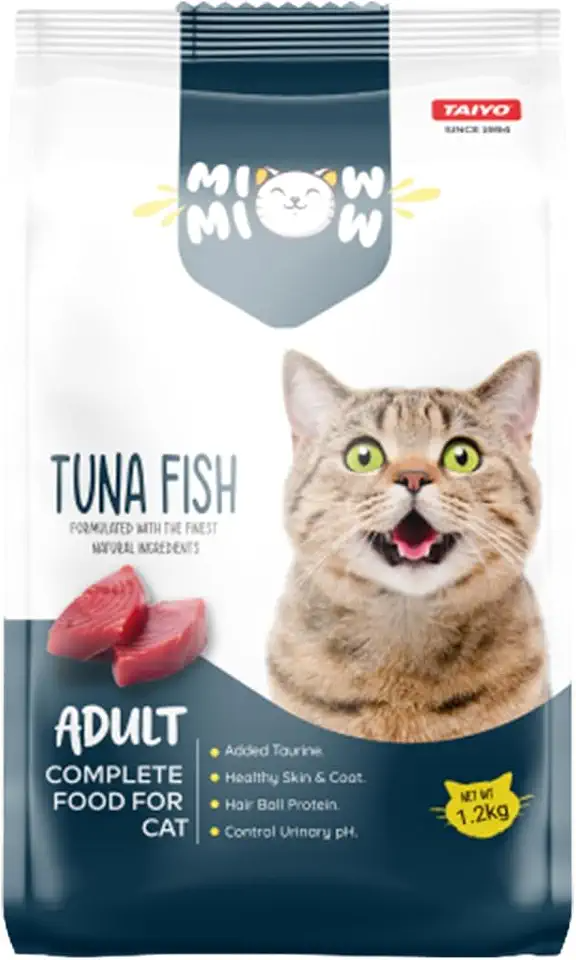 TAIYO
SINCE 1994
MIOW
MIOW
TUNA FISH
FORMULATED WITH THE FINEST
NATURAL INGREDIENTS
ADULT
COMPLETE
FOOD FOR
CAT
Added Taurine.
Healthy Skin & Coat.
Hair Ball Protein.
Control Urinary pH.
NET WT
1.2kg